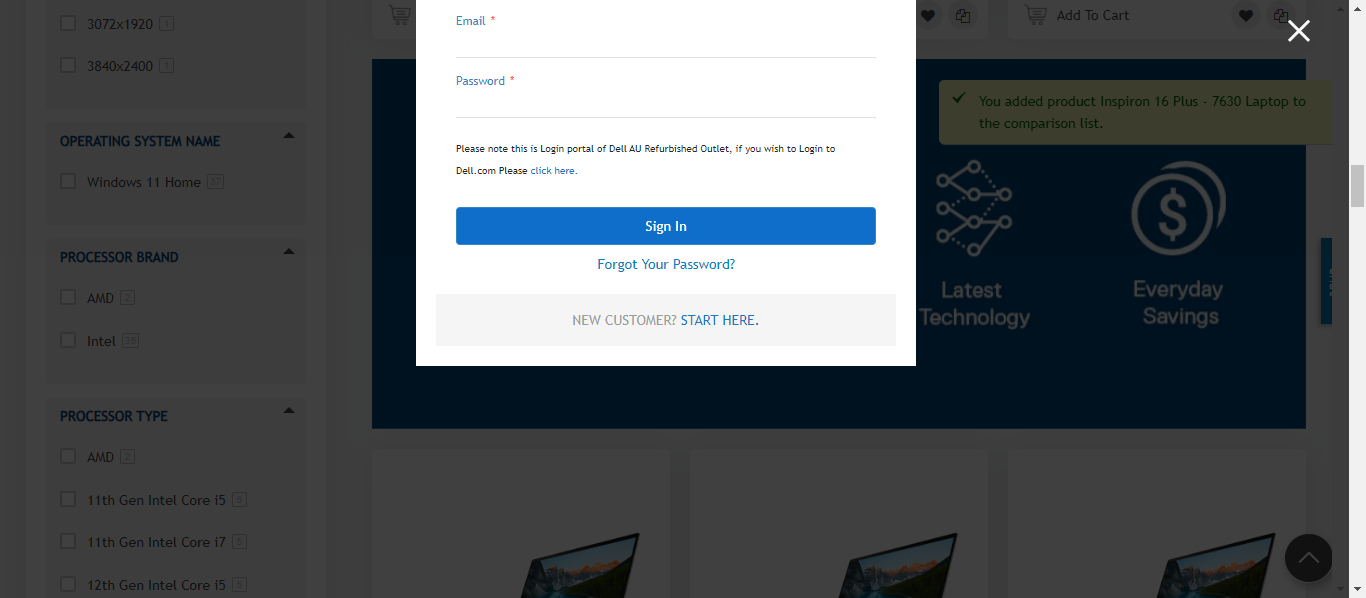 3072x1920 1
3840x2400 1
OPERATING SYSTEM NAME
Windows 11 Home 37
PROCESSOR BRAND
AMD 2
Intel 35
PROCESSOR TYPE
AMD 2
11th Gen Intel Core i5 6
11th Gen Intel Core i7 5
12th Gen Intel Core i5 5
Email *
Password *
Please note this is Login portal of Dell AU Refurbished Outlet, if you wish to Login to
Dell.com Please click here.
Sign In
Forgot Your Password?
NEW CUSTOMER? START HERE.
Add To Cart
You added product Inspiron 16 Plus - 7630 Laptop to
the comparison list.
Latest
Technology
Everyday
Savings